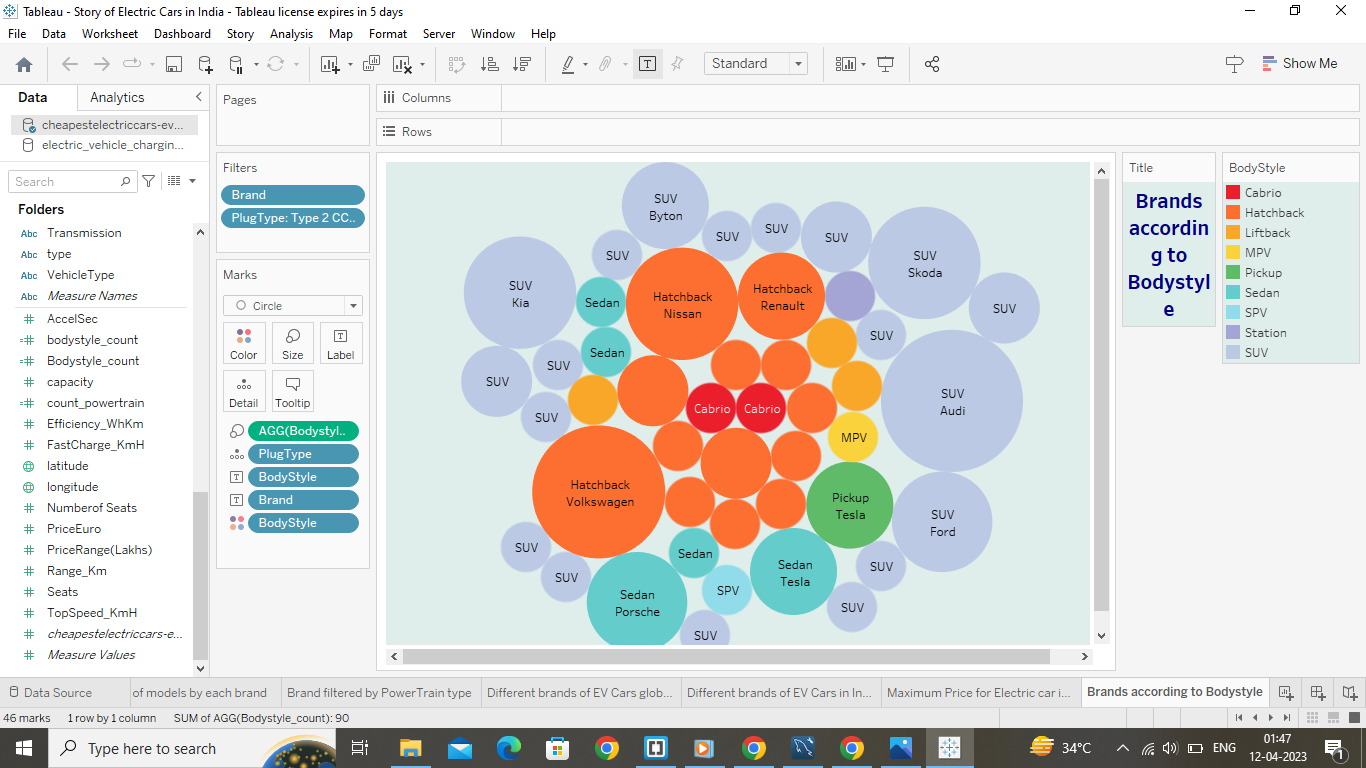 Tableau - Story of Electric Cars in India - Tableau license expires in 5 days
File Data Worksheet Dashboard Story Analysis Map Format Server Window Help
Standard
Show Me
Data Analytics
cheapestelectriccars-ev...
electric_vehicle_chargin...
Search
Folders
Abc Transmission
Abc type
Abc VehicleType
Abc Measure Names
AccelSec
bodystyle_count
Bodystyle_count
capacity
count_powertrain
Efficiency_WhKm
FastCharge_KmH
latitude
longitude
Numberof Seats
PriceEuro
PriceRange(Lakhs)
Range_Km
Seats
TopSpeed_KmH
cheapestelectriccars-e...
Measure Values
Pages
Filters
Brand
PlugType: Type 2 CC..
Marks
Circle
Color Size Label
Detail Tooltip
AGG(Bodystyl..
PlugType
BodyStyle
Brand
BodyStyle
Columns
Rows
SUV
Byton
SUV
SUV
SUV
SUV
SUV
Skoda
SUV
Kia
Sedan
Hatchback
Nissan
Hatchback
Renault
SUV
SUV
Sedan
SUV
SUV
SUV
Cabrio
Cabrio
SUV
Audi
MPV
Hatchback
Volkswagen
Pickup
Tesla
SUV
Ford
SUV
SUV
Sedan
Sedan
Tesla
SUV
SPV
Sedan
Porsche
SUV
SUV
Title
Brands
accordin
g to
Bodystyl
e
BodyStyle
Cabrio
Hatchback
Liftback
MPV
Pickup
Sedan
SPV
Station
SUV
Data Source
of models by each brand
Brand filtered by PowerTrain type
Different brands of EV Cars glob...
Different brands of EV Cars in In...
Maximum Price for Electric car i...
Brands according to Bodystyle
46 marks 1 row by 1 column SUM of AGG(Bodystyle_count): 90
Type here to search
34°C
ENG
01:47
12-04-2023
1